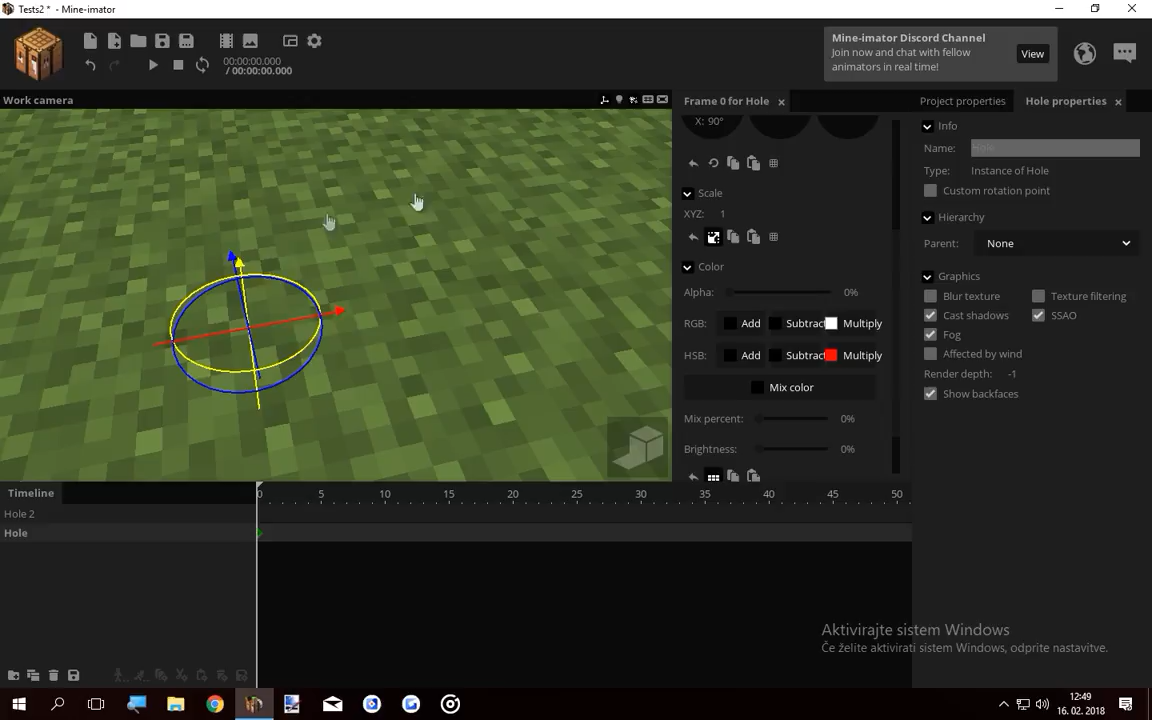 Tests2 * - Mine-imator
Mine-imator Discord Channel
Join now and chat with fellow
animators in real time!
View
00:00:00.000
/ 00:00:00.000
Work camera
Frame 0 for Hole
Project properties
Hole properties
X: 90°
Scale
XYZ: 1
Color
Alpha: 0%
RGB: Add Subtract Multiply
HSB: Add Subtract Multiply
Mix color
Mix percent: 0%
Brightness: 0%
Info
Name: Hole
Type: Instance of Hole
Custom rotation point
Hierarchy
Parent: None
Graphics
Blur texture Texture filtering
Cast shadows SSAO
Fog
Affected by wind
Render depth: -1
Show backfaces
Timeline
0 5 10 15 20 25 30 35 40 45 50
Hole 2
Hole
Aktivirajte sistem Windows
Če želite aktivirati sistem Windows, odprite nastavitve.
12:49
16. 02. 2018